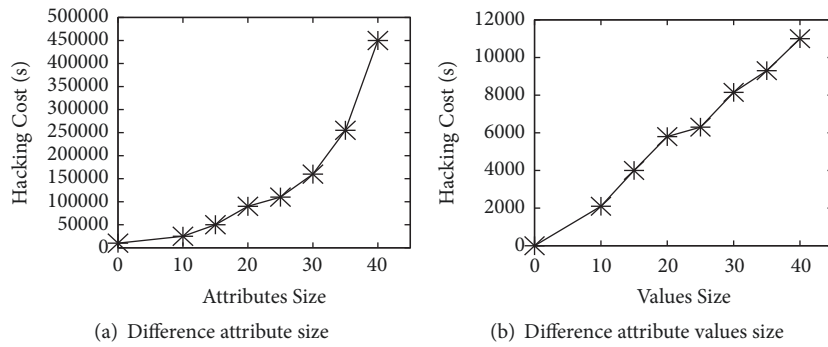 500000
450000
400000
350000
300000
250000
200000
150000
100000
50000
0
Hacking Cost (s)
0 10 20 30 40
Attributes Size
(a) Difference attribute size
12000
10000
8000
6000
4000
2000
0
Hacking Cost (s)
0 10 20 30 40
Values Size
(b) Difference attribute values size